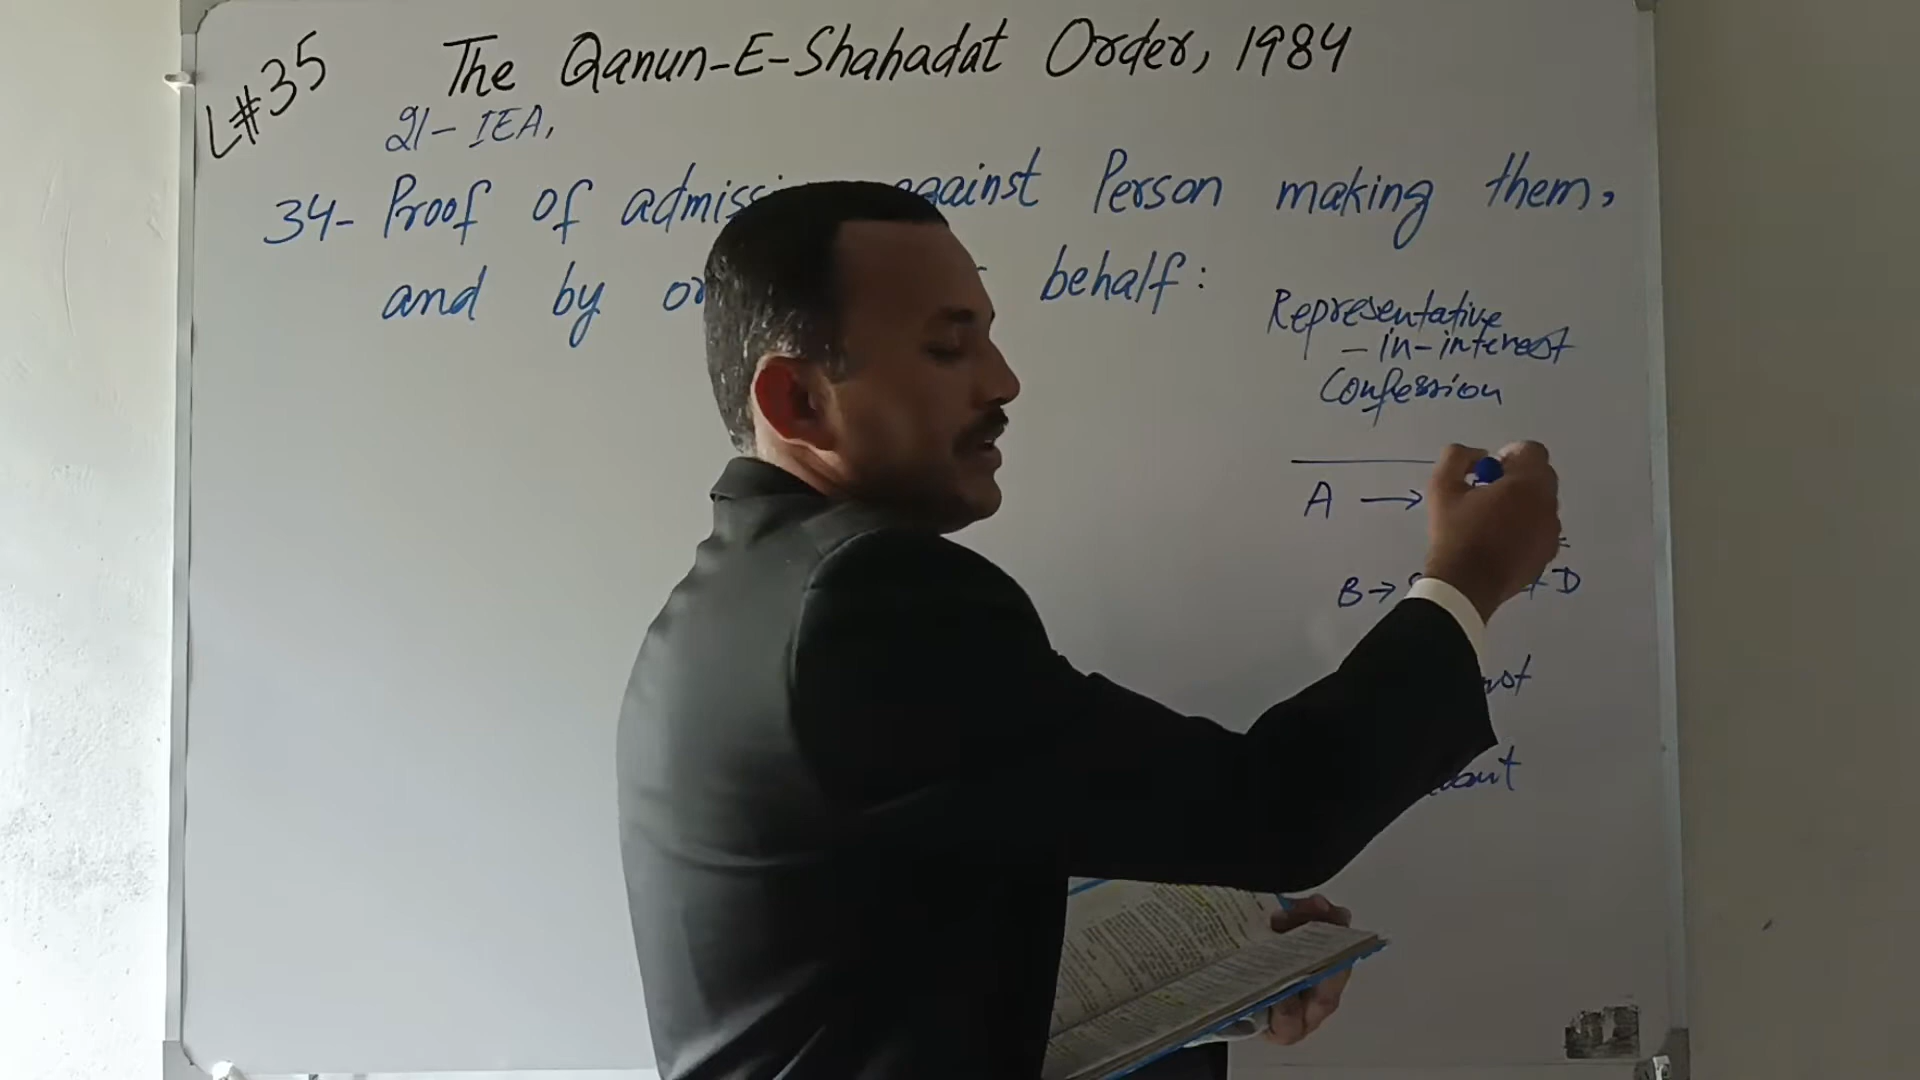 L#35 The Qanun-E-Shahadat Order, 1984
21- IEA,
34- Proof of against Person making them,
and by behalf:
Representative
- in-interest
Confession
A →
B → D